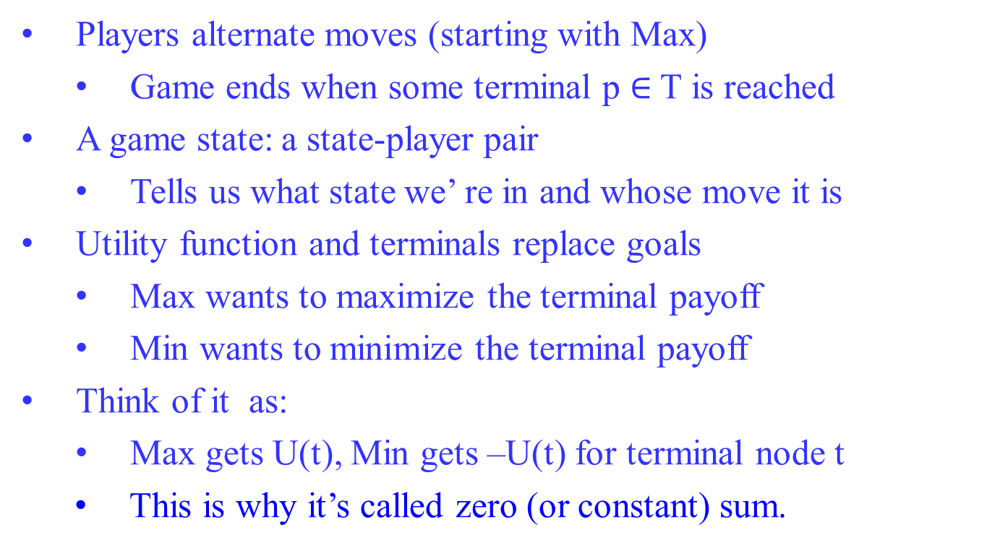 • Players alternate moves (starting with Max)
• Game ends when some terminal p ∈ T is reached
• A game state: a state-player pair
• Tells us what state we’ re in and whose move it is
• Utility function and terminals replace goals
• Max wants to maximize the terminal payoff
• Min wants to minimize the terminal payoff
• Think of it as:
• Max gets U(t), Min gets –U(t) for terminal node t
• This is why it’s called zero (or constant) sum.